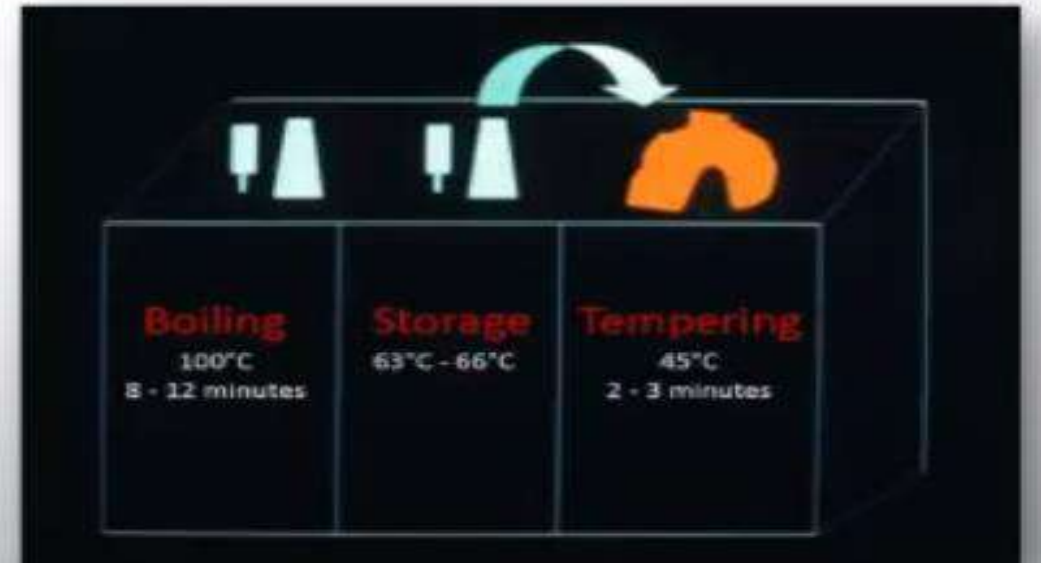 Boiling
100°C
8 - 12 minutes
Storage
63°C - 66°C
Tempering
45°C
2 - 3 minutes